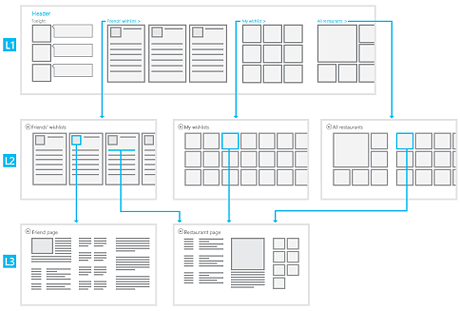 L1
Header
Tonight
Friends' wishlists >
My wishlist >
All restaurants >
L2
Friends' wishlists
My wishlists
All restaurants
L3
Friend page
Restaurant page